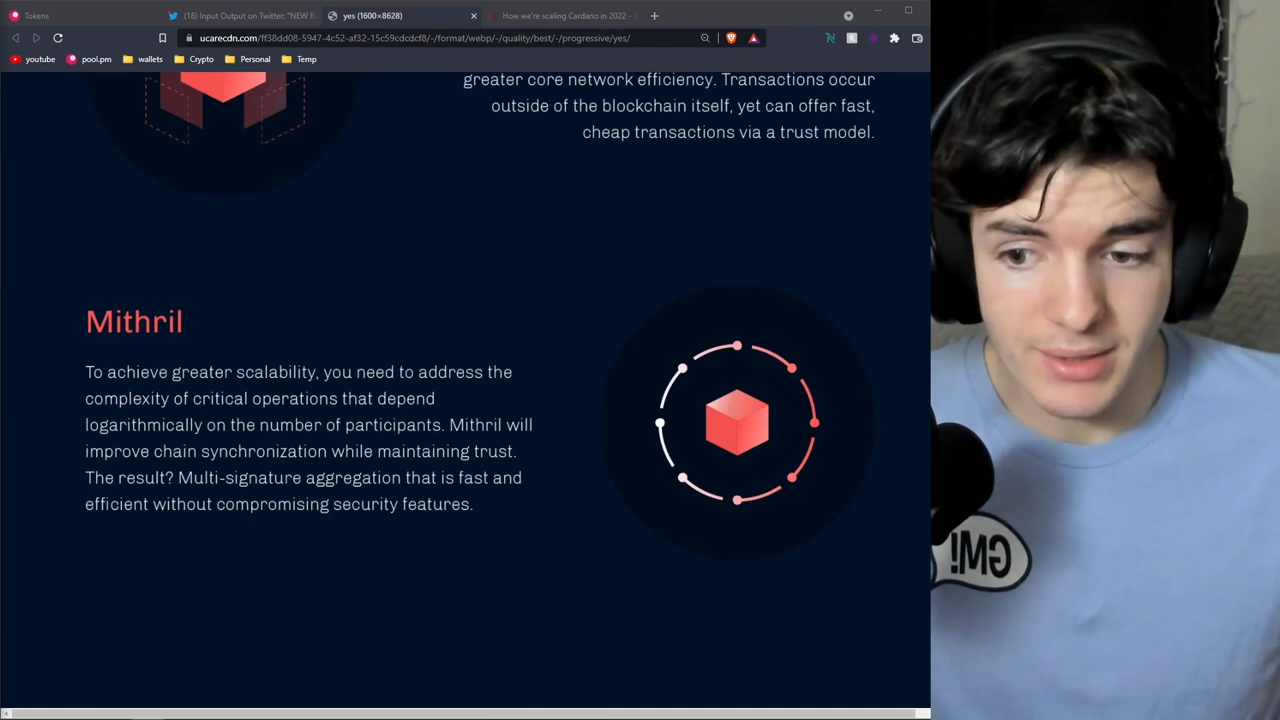 Tokens
(18) Input Output on Twitter: "NEW B
yes (1600×8628)
How we're scaling Cardano in 2022 -
ucarecdn.com/ff38dd08-5947-4c52-af32-15c59cdcdcf8/-/format/webp/-/quality/best/-/progressive/yes/
youtube
pool.pm
wallets
Crypto
Personal
Temp
greater core network efficiency. Transactions occur
outside of the blockchain itself, yet can offer fast,
cheap transactions via a trust model.
Mithril
To achieve greater scalability, you need to address the
complexity of critical operations that depend
logarithmically on the number of participants. Mithril will
improve chain synchronization while maintaining trust.
The result? Multi-signature aggregation that is fast and
efficient without compromising security features.
GM!